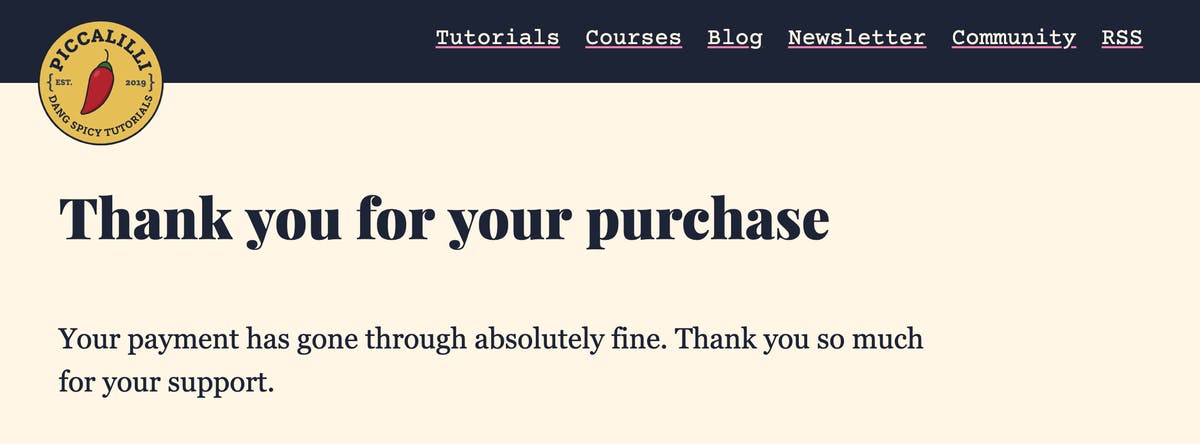 PICCALILLI
{ EST. 2019 }
DANG SPICY TUTORIALS
Tutorials Courses Blog Newsletter Community RSS
Thank you for your purchase
Your payment has gone through absolutely fine. Thank you so much
for your support.